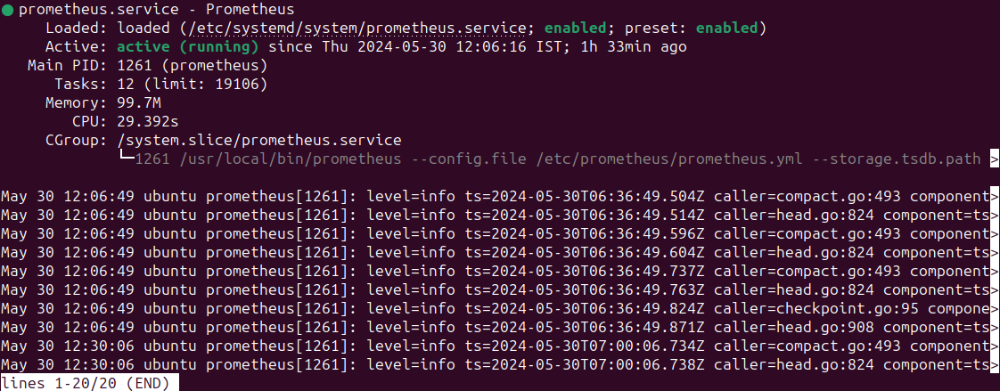 ● prometheus.service - Prometheus
Loaded: loaded (/etc/systemd/system/prometheus.service; enabled; preset: enabled)
Active: active (running) since Thu 2024-05-30 12:06:16 IST; 1h 33min ago
Main PID: 1261 (prometheus)
Tasks: 12 (limit: 19106)
Memory: 99.7M
CPU: 29.392s
CGroup: /system.slice/prometheus.service
└─1261 /usr/local/bin/prometheus --config.file /etc/prometheus/prometheus.yml --storage.tsdb.path >
May 30 12:06:49 ubuntu prometheus[1261]: level=info ts=2024-05-30T06:36:49.504Z caller=compact.go:493 component>
May 30 12:06:49 ubuntu prometheus[1261]: level=info ts=2024-05-30T06:36:49.514Z caller=head.go:824 component=ts>
May 30 12:06:49 ubuntu prometheus[1261]: level=info ts=2024-05-30T06:36:49.596Z caller=compact.go:493 component>
May 30 12:06:49 ubuntu prometheus[1261]: level=info ts=2024-05-30T06:36:49.604Z caller=head.go:824 component=ts>
May 30 12:06:49 ubuntu prometheus[1261]: level=info ts=2024-05-30T06:36:49.737Z caller=compact.go:493 component>
May 30 12:06:49 ubuntu prometheus[1261]: level=info ts=2024-05-30T06:36:49.763Z caller=head.go:824 component=ts>
May 30 12:06:49 ubuntu prometheus[1261]: level=info ts=2024-05-30T06:36:49.824Z caller=checkpoint.go:95 compone>
May 30 12:06:49 ubuntu prometheus[1261]: level=info ts=2024-05-30T06:36:49.871Z caller=head.go:908 component=ts>
May 30 12:30:06 ubuntu prometheus[1261]: level=info ts=2024-05-30T07:00:06.734Z caller=compact.go:493 component>
May 30 12:30:06 ubuntu prometheus[1261]: level=info ts=2024-05-30T07:00:06.738Z caller=head.go:824 component=ts>
lines 1-20/20 (END)